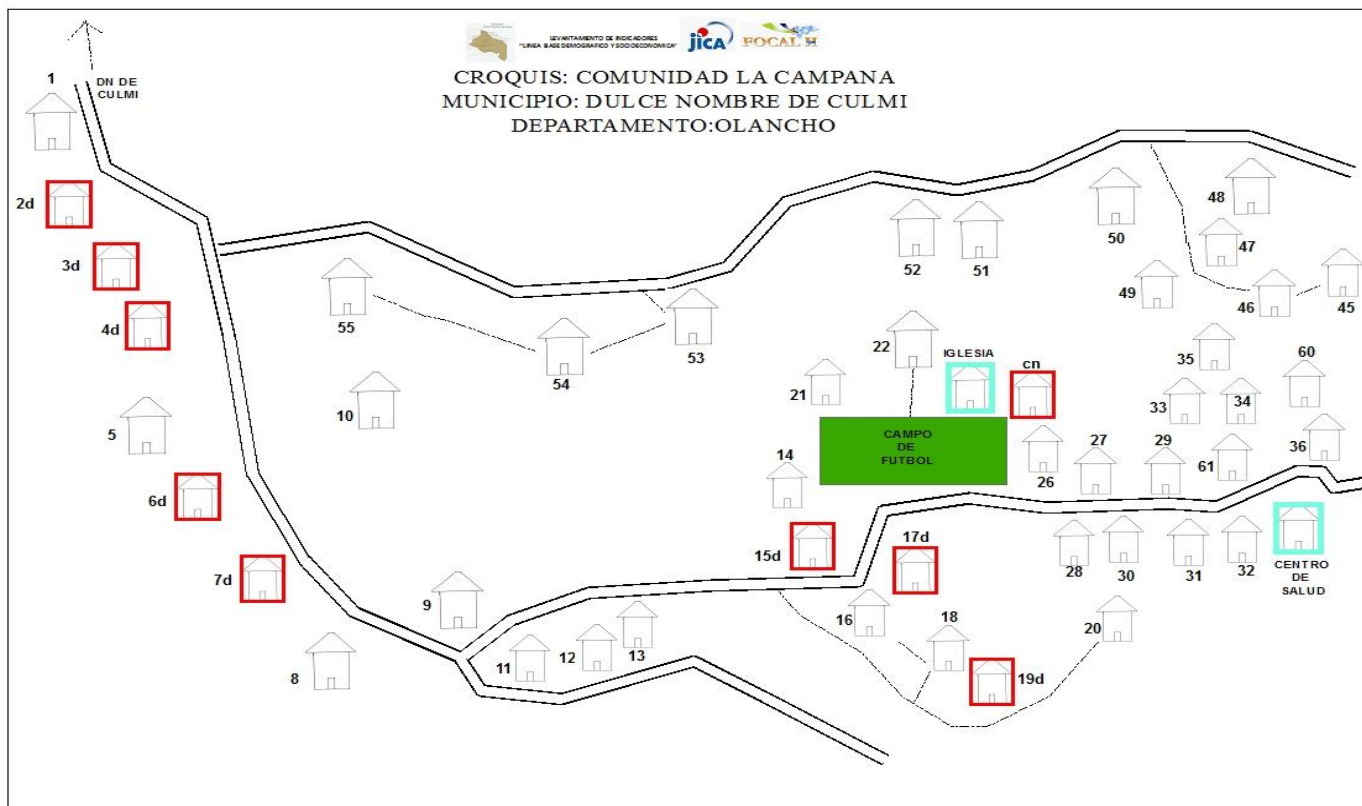 LEVANTAMIENTO DE INDICADORES
"LINEA BASE DEMOGRAFICO Y SOCIOECONOMICA"
jICA
FOCAL II
CROQUIS: COMUNIDAD LA CAMPANA
MUNICIPIO: DULCE NOMBRE DE CULMI
DEPARTAMENTO:OLANCHO
1
DN DE
CULMI
2d
3d
4d
5
6d
7d
8
9
10
11
12
13
14
15d
16
17d
18
19d
20
21
22
IGLESIA
cn
CAMPO
DE
FUTBOL
26
27
28
29
30
31
32
33
34
35
36
CENTRO
DE
SALUD
45
46
47
48
49
50
51
52
53
54
55
60
61